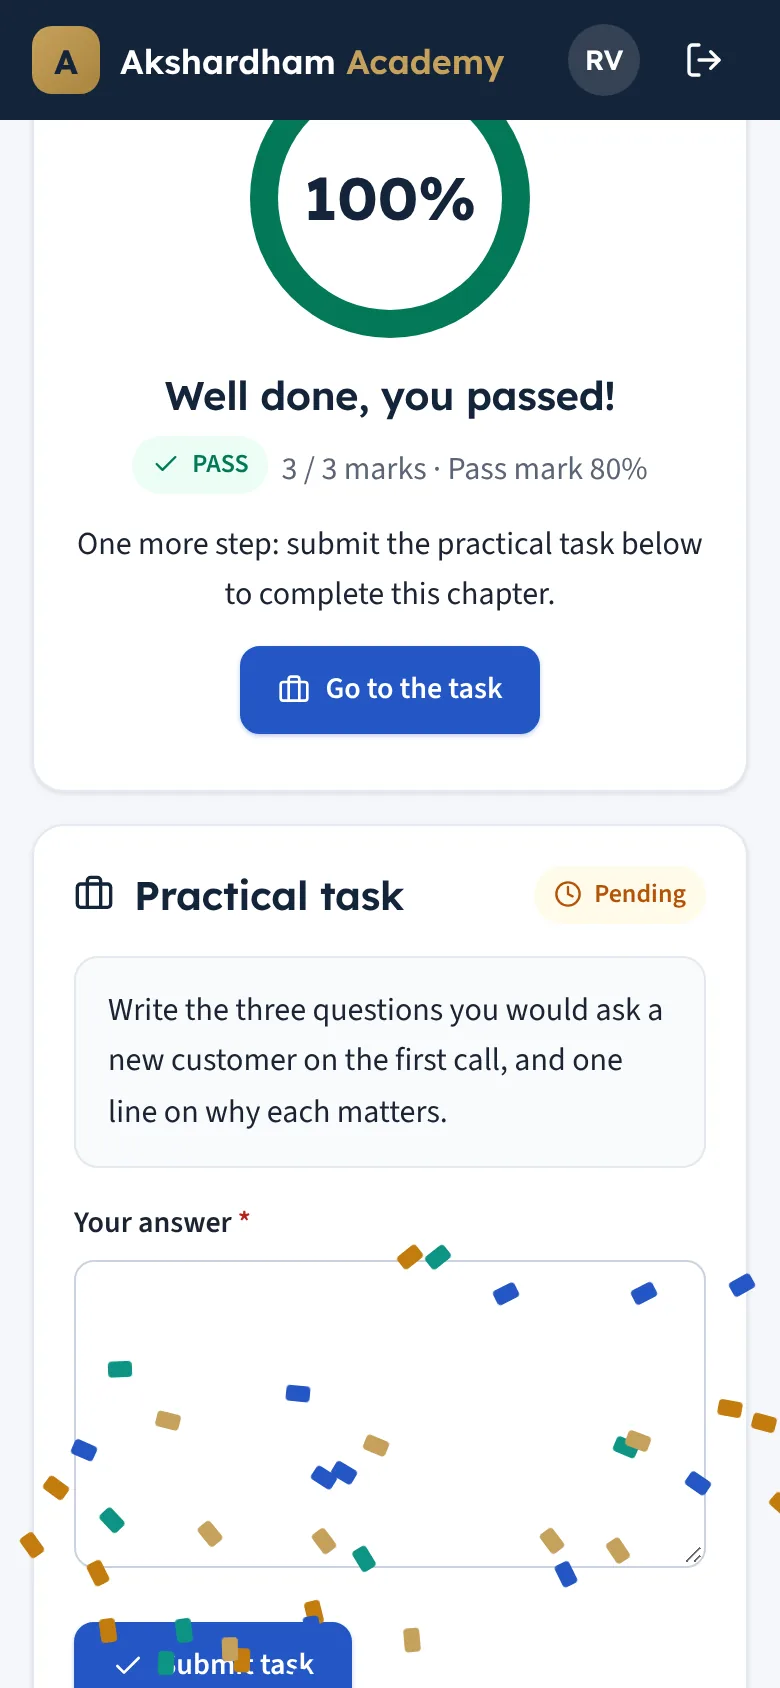 A Akshardham Academy RV
100%
Well done, you passed!
PASS 3 / 3 marks · Pass mark 80%
One more step: submit the practical task below
to complete this chapter.
Go to the task
Practical task Pending
Write the three questions you would ask a
new customer on the first call, and one
line on why each matters.
Your answer *
Submit task